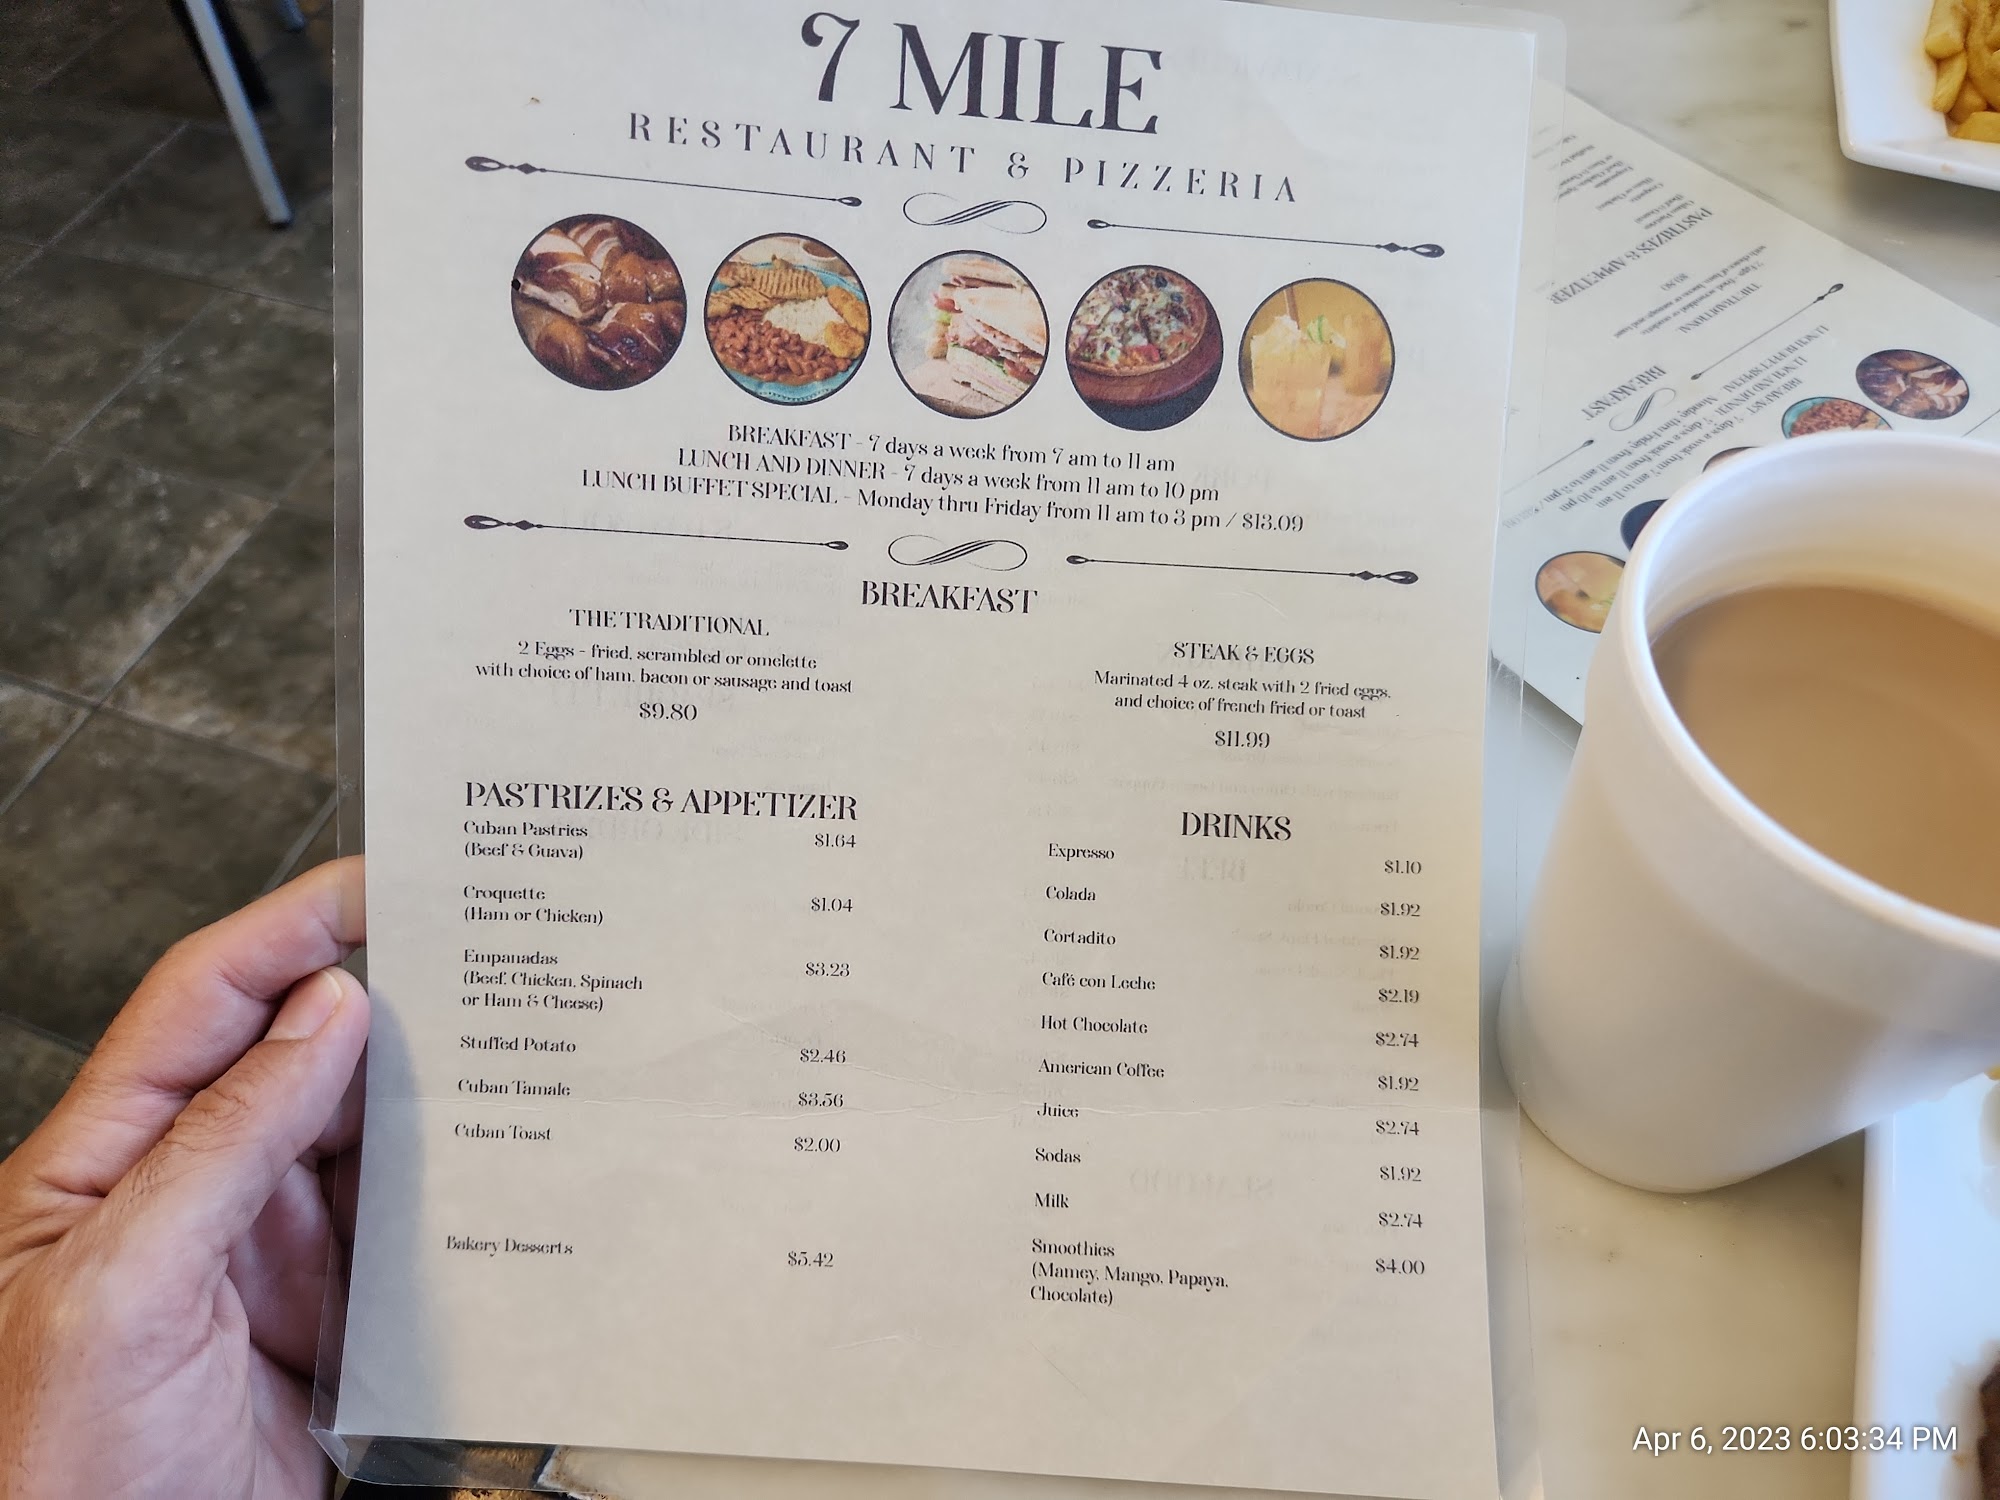 7 MILE
RESTAURANT & PIZZERIA
BREAKFAST - 7 days a week from 7 am to 11 am
LUNCH AND DINNER - 7 days a week from 11 am to 10 pm
LUNCH BUFFET SPECIAL - Monday thru Friday from 11 am to 3 pm / $13.09
BREAKFAST
THE TRADITIONAL
2 Eggs - fried, scrambled or omelette
with choice of ham, bacon or sausage and toast
$9.80
STEAK & EGGS
Marinated 4 oz. steak with 2 fried eggs,
and choice of french fried or toast
$11.99
PASTRIZES & APPETIZER
Cuban Pastries $1.64
(Beef & Guava)
Croquette $1.04
(Ham or Chicken)
Empanadas $3.23
(Beef, Chicken, Spinach
or Ham & Cheese)
Stuffed Potato $2.46
Cuban Tamale $3.56
Cuban Toast $2.00
Bakery Desserts $5.42
DRINKS
Expresso $1.10
Colada $1.92
Cortadito $1.92
Café con Leche $2.19
Hot Chocolate $2.74
American Coffee $1.92
Juice $2.74
Sodas $1.92
Milk $2.74
Smoothies $4.00
(Mamey, Mango, Papaya,
Chocolate)
PASTRIZES & APPETIZER
THE TRADITIONAL
BREAKFAST
Apr 6, 2023 6:03:34 PM